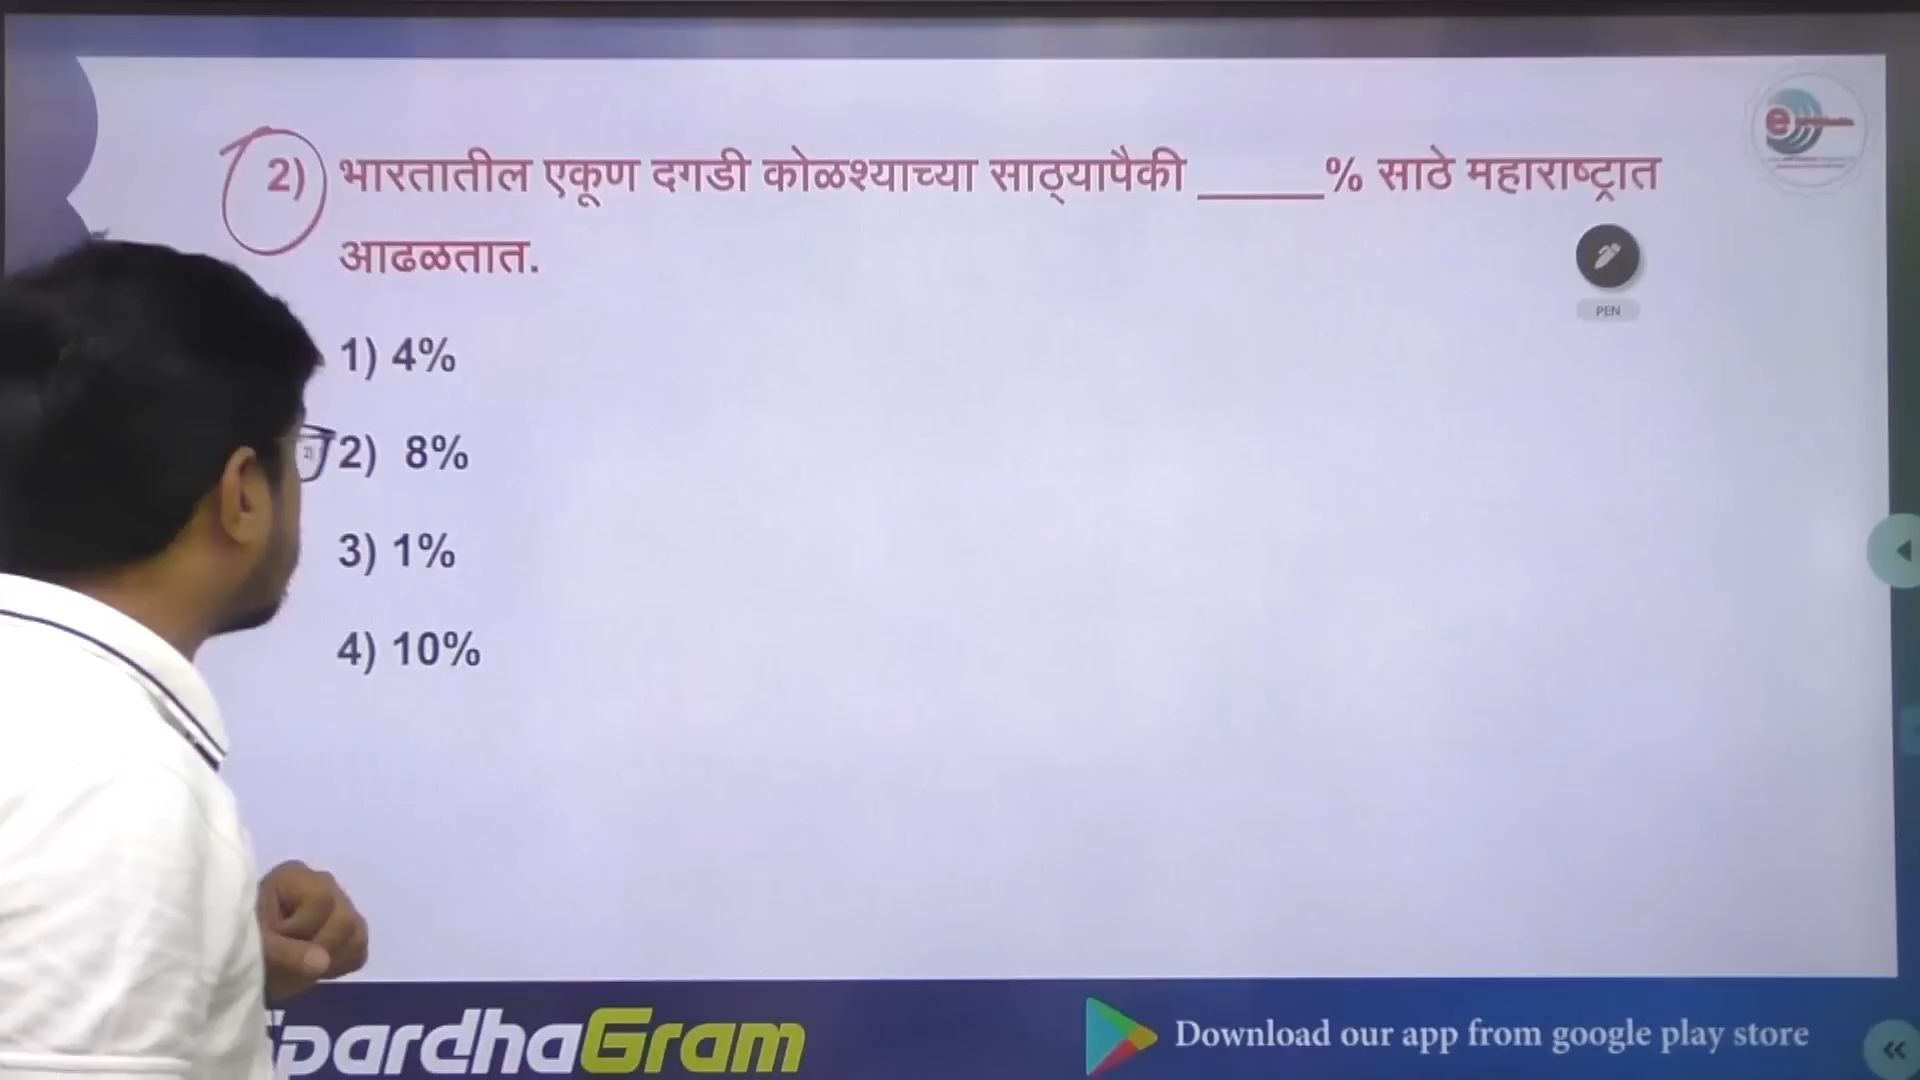 2) भारतातील एकूण दगडी कोळश्याच्या साठ्यापैकी _____% साठे महाराष्ट्रात
आढळतात.
PEN
1) 4%
2) 8%
3) 1%
4) 10%
SpardhaGram
Download our app from google play store